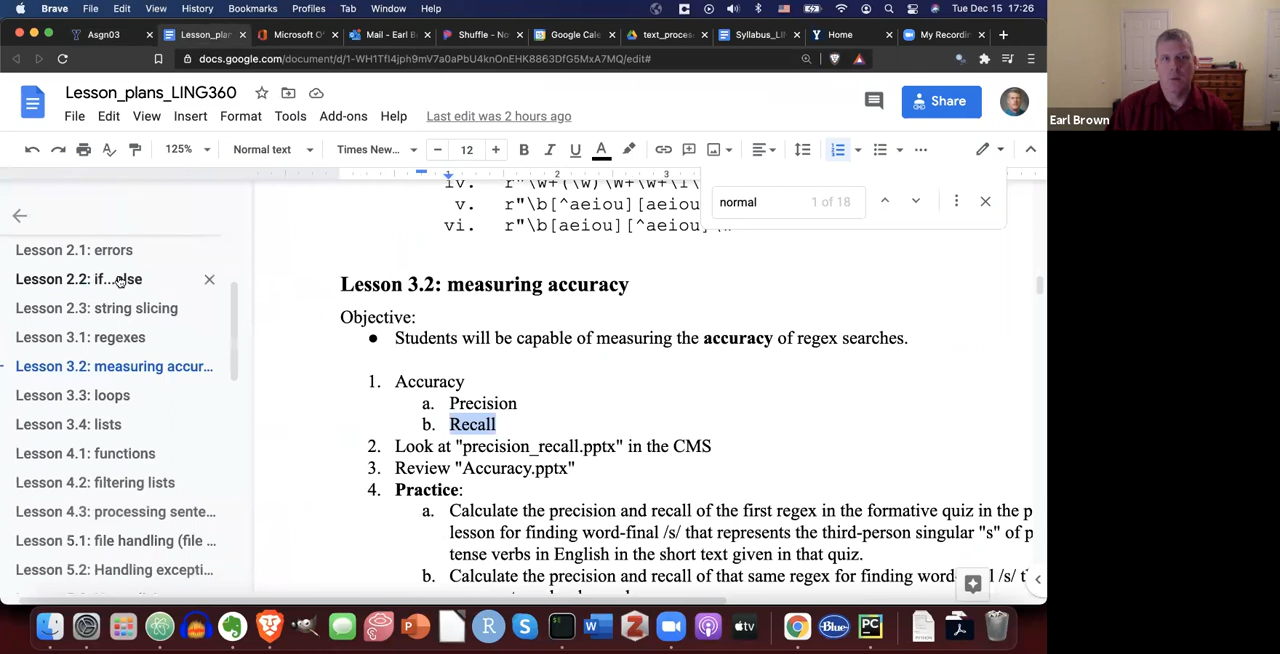 Brave File Edit View History Bookmarks Profiles Tab Window Help Tue Dec 15 17:26
Asgn03 Lesson_plan Microsoft O Mail - Earl B Shuffle - No Google Cale text_proces Syllabus_LI Home My Recordin
docs.google.com/document/d/1-WH1Tfl4jph9mV7a0aPbU4knOnEHK8863DfG5MxA7MQ/edit#
Lesson_plans_LING360
File Edit View Insert Format Tools Add-ons Help Last edit was 2 hours ago
Share
Earl Brown
125% Normal text Times New... 12
2 3
normal 1 of 18
iv. r"\w+(\w)\W+\w+\1\
v. r"\b[^aeiou][aeiou
vi. r"\b[aeiou][^aeiou]
Lesson 2.1: errors
Lesson 2.2: if...else
Lesson 2.3: string slicing
Lesson 3.1: regexes
Lesson 3.2: measuring accur...
Lesson 3.3: loops
Lesson 3.4: lists
Lesson 4.1: functions
Lesson 4.2: filtering lists
Lesson 4.3: processing sente...
Lesson 5.1: file handling (file ...
Lesson 5.2: Handling excepti...
Lesson 3.2: measuring accuracy
Objective:
● Students will be capable of measuring the accuracy of regex searches.
1. Accuracy
a. Precision
b. Recall
2. Look at "precision_recall.pptx" in the CMS
3. Review "Accuracy.pptx"
4. Practice:
a. Calculate the precision and recall of the first regex in the formative quiz in the p
lesson for finding word-final /s/ that represents the third-person singular "s" of p
tense verbs in English in the short text given in that quiz.
b. Calculate the precision and recall of that same regex for finding word- l /s/ t
Blue
PC